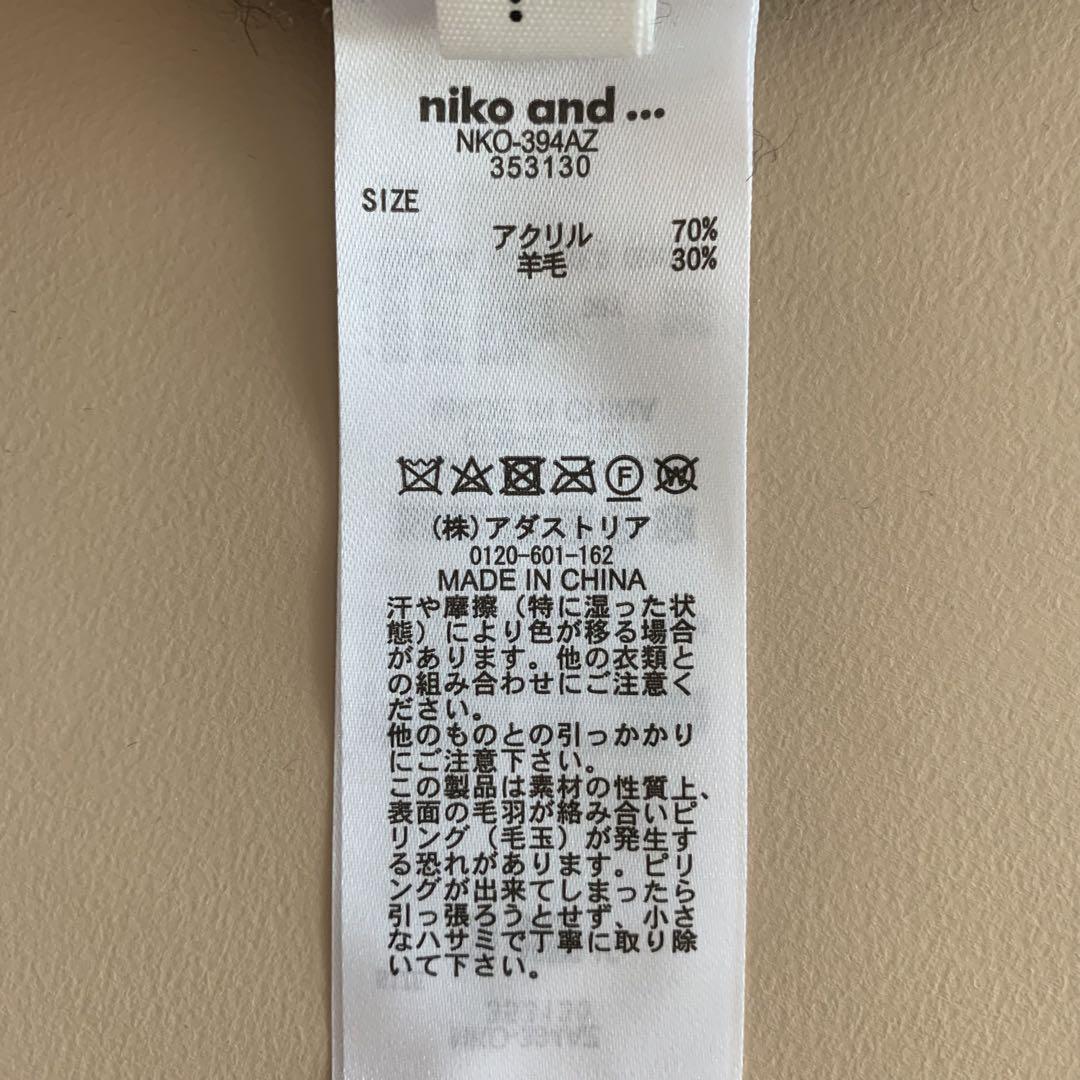 niko and ...
NKO-394AZ
353130
SIZE
アクリル 70%
羊毛 30%
F W
(株)アダストリア
0120-601-162
MADE IN CHINA
汗や摩擦（特に湿った状
態）により色が移る場合
があります。他の衣類と
の組み合わせにご注意く
ださい。
他のものとの引っかかり
にご注意下さい。
この製品は素材の性質上、
表面の毛羽が絡み合いピ
リング（毛玉）が発生す
る恐れがあります。ピリ
ングが出来てしまったら
引っ張ろうとせず、小さ
なハサミで丁寧に取り除
いて下さい。